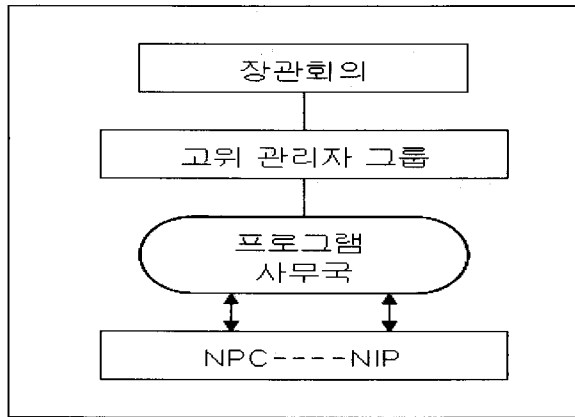 장관회의
고위 관리자 그룹
프로그램
사무국
NPC----NIP